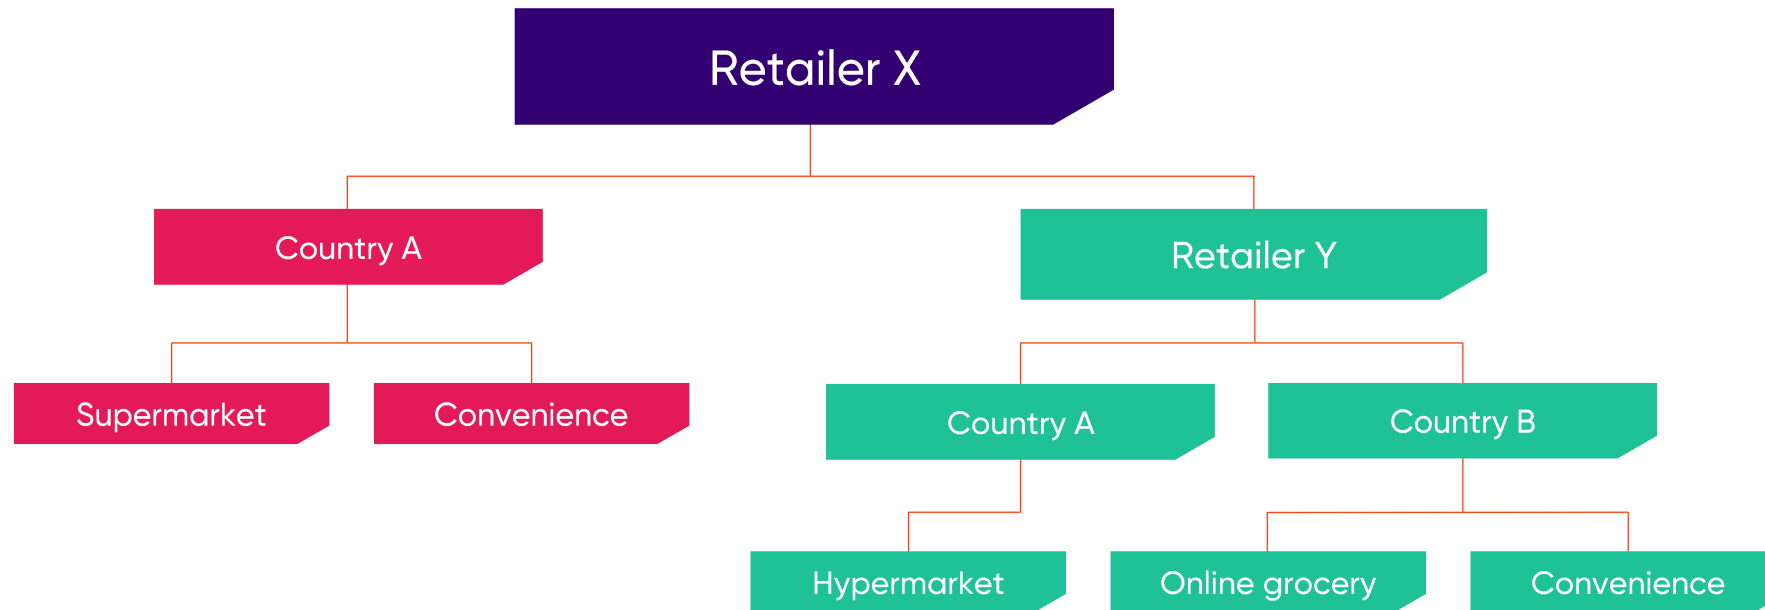 Retailer X
Country A
Retailer Y
Supermarket
Convenience
Country A
Country B
Hypermarket
Online grocery
Convenience